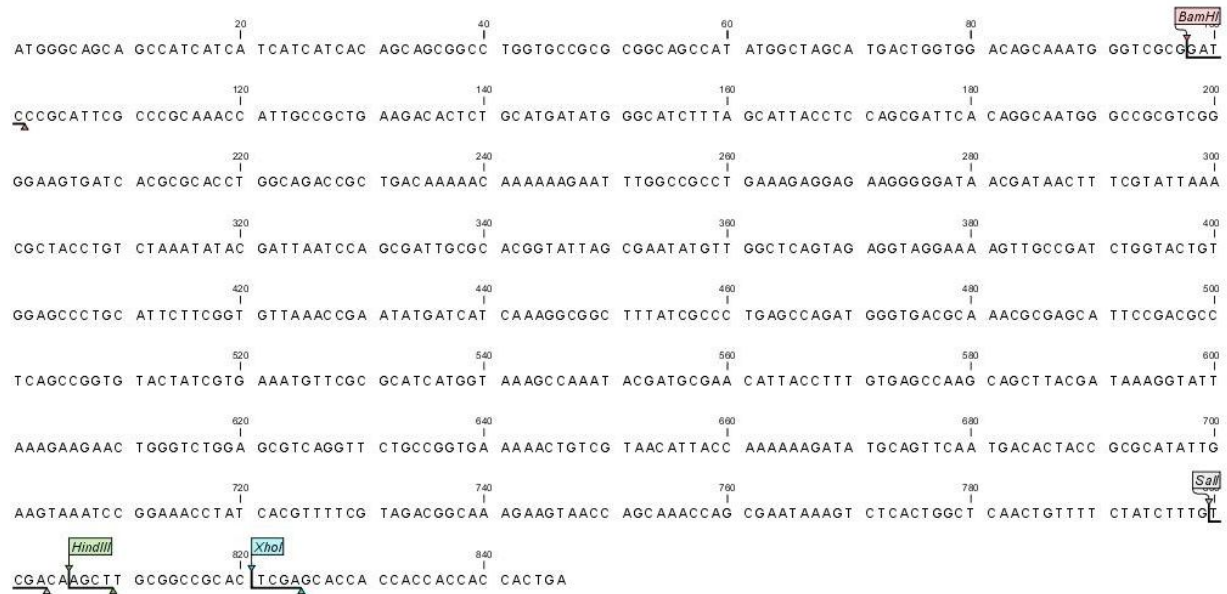 BamHI
20 40 60 80
ATGGGCAGCA GCCATCATCA TCATCATCAC AGCAGCGGCC TGGTGCCGCG CGGCAGCCAT ATGGCTAGCA TGACTGGTGG ACAGCAAATG GGTCGCGGAT
120 140 160 180 200
CCCGCATTCG CCCGCAAACC ATTGCCGCTG AAGACACTCT GCATGATATG GGCATCTTTA GCATTACCTC CAGCGATTCA CAGGCAATGG GCCGCGTCGG
220 240 260 280 300
GGAAGTGATC ACGCGCACCT GGCAGACCGC TGACAAAAAC AAAAAAGAAT TTGGCCGCCT GAAAGAGGAG AAGGGGGATA ACGATAACTT TCGTATTAAA
320 340 360 380 400
CGCTACCTGT CTAAATATAC GATTAATCCA GCGATTGCGC ACGGTATTAG CGAATATGTT GGCTCAGTAG AGGTAGGAAA AGTTGCCGAT CTGGTACTGT
420 440 460 480 500
GGAGCCCTGC ATTCTTCGGT GTTAAACCGA ATATGATCAT CAAAGGCGGC TTTATCGCCC TGAGCCAGAT GGGTGACGCA AACGCGAGCA TTCCGACGCC
520 540 560 580 600
TCAGCCGGTG TACTATCGTG AAATGTTCGC GCATCATGGT AAAGCCAAAT ACGATGCGAA CATTACCTTT GTGAGCCAAG CAGCTTACGA TAAAGGTATT
620 640 660 680 700
AAAGAAGAAC TGGGTCTGGA GCGTCAGGTT CTGCCGGTGA AAAACTGTCG TAACATTACC AAAAAAGATA TGCAGTTCAA TGACACTACC GCGCATATTG
SalI
720 740 760 780
AAGTAAATCC GGAAACCTAT CACGTTTTCG TAGACGGCAA AGAAGTAACC AGCAAACCAG CGAATAAAGT CTCACTGGCT CAACTGTTTT CTATCTTTGT
HindIII XhoI
820 840
CGACAAGCTT GCGGCCGCAC TCGAGCACCA CCACCACCAC CACTGA